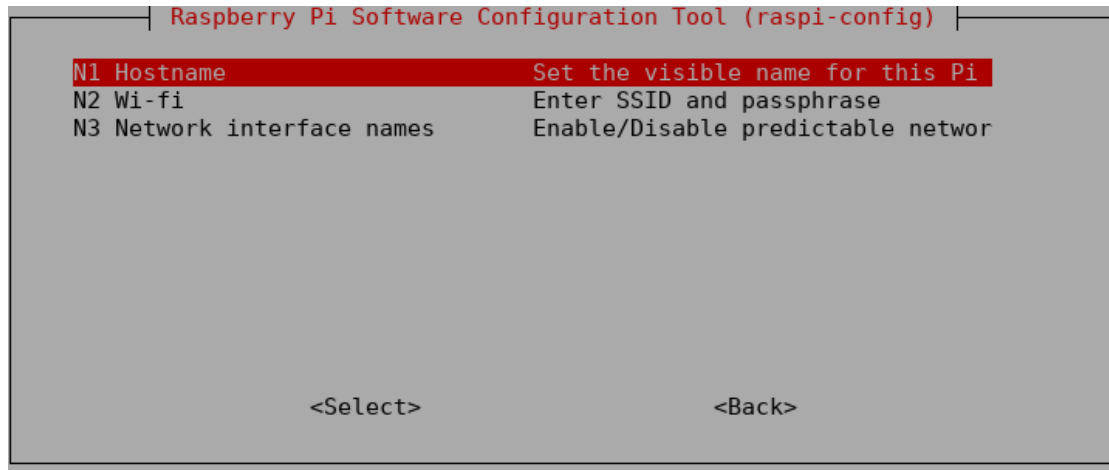 Raspberry Pi Software Configuration Tool (raspi-config)
N1 Hostname Set the visible name for this Pi
N2 Wi-fi Enter SSID and passphrase
N3 Network interface names Enable/Disable predictable networ
<Select> <Back>